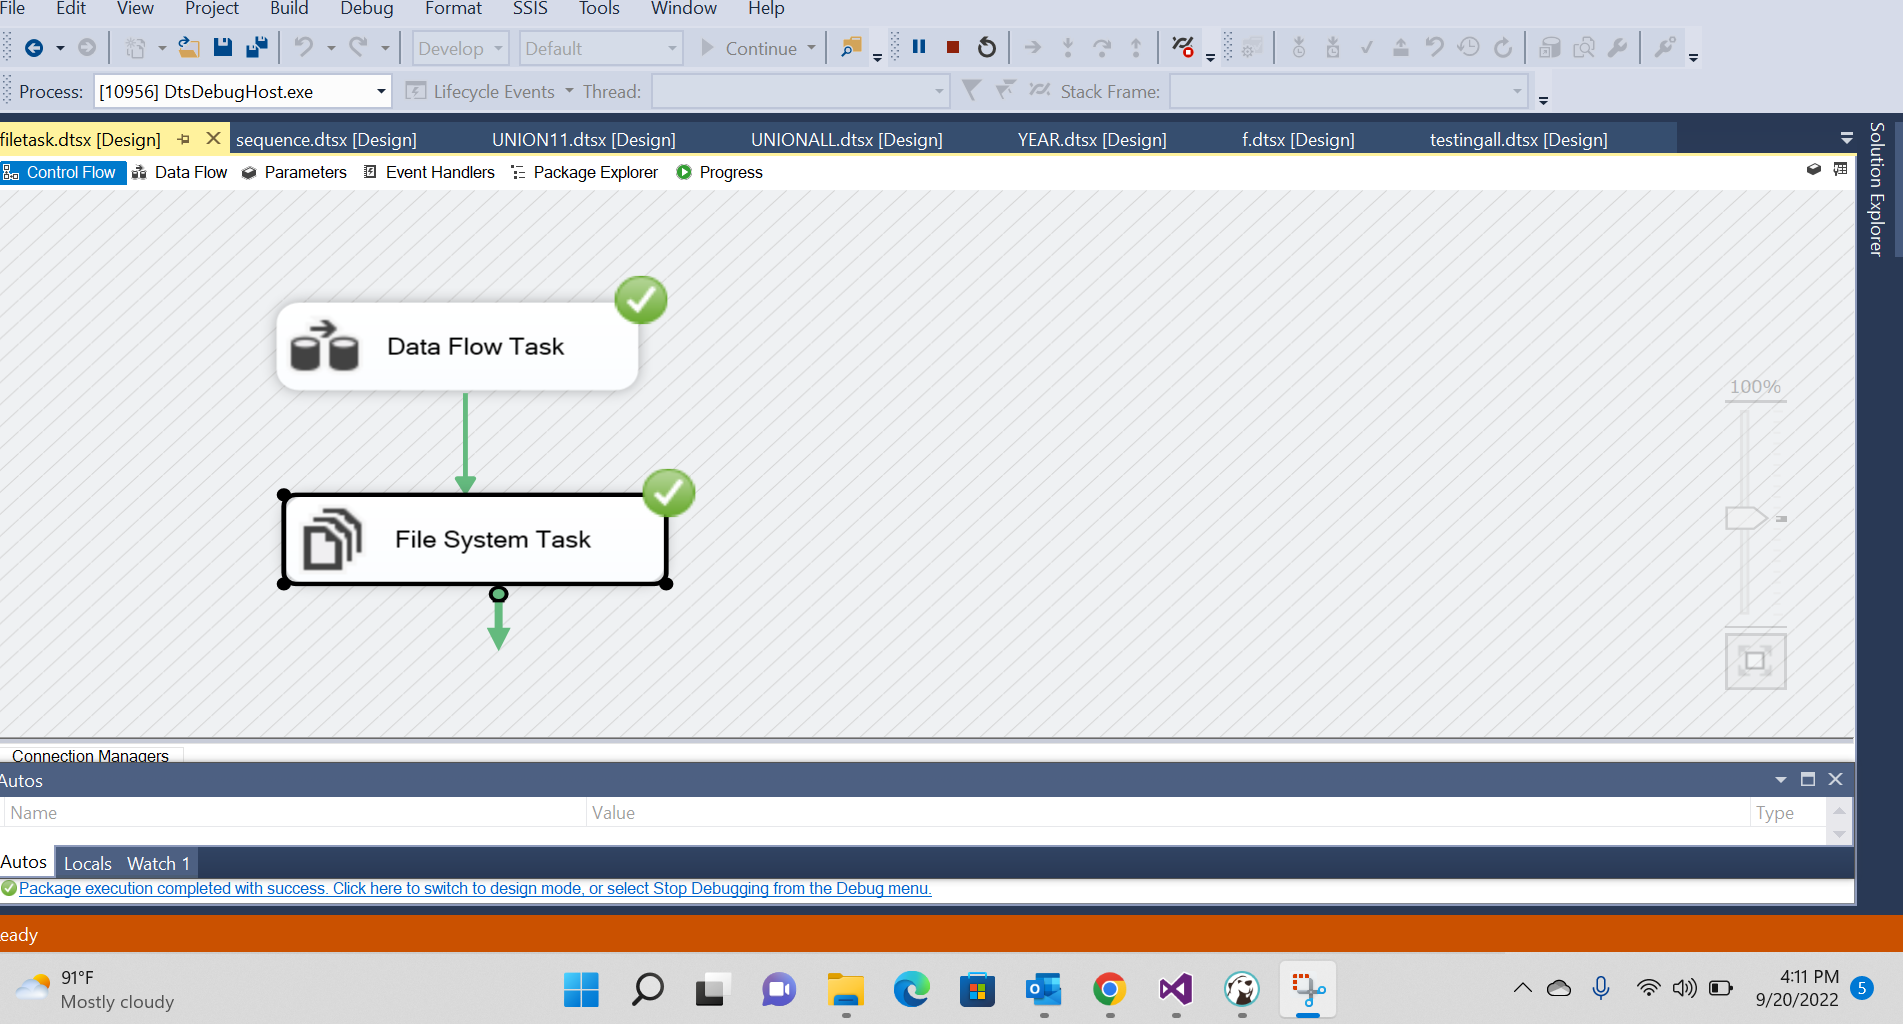 File Edit View Project Build Debug Format SSIS Tools Window Help
Develop Default Continue
Process: [10956] DtsDebugHost.exe Lifecycle Events Thread: Stack Frame:
filetask.dtsx [Design] sequence.dtsx [Design] UNION11.dtsx [Design] UNIONALL.dtsx [Design] YEAR.dtsx [Design] f.dtsx [Design] testingall.dtsx [Design]
Solution Explorer
Control Flow Data Flow Parameters Event Handlers Package Explorer Progress
Data Flow Task
100%
File System Task
Connection Managers
Autos
Name Value Type
Autos Locals Watch 1
Package execution completed with success. Click here to switch to design mode, or select Stop Debugging from the Debug menu.
eady
91°F
Mostly cloudy
4:11 PM
9/20/2022
5